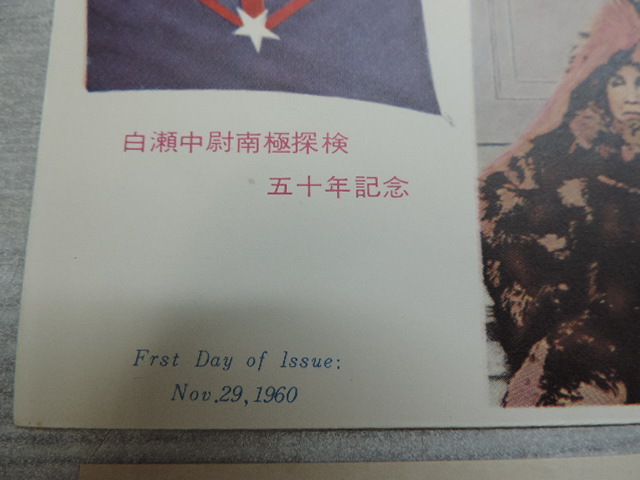 白瀬中尉南極探検
五十年記念
Frst Day of Issue:
Nov.29,1960